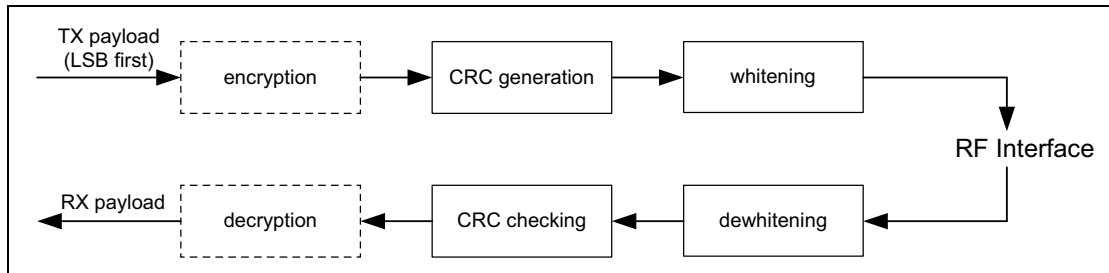 TX payload
(LSB first)
encryption
CRC generation
whitening
RF Interface
RX payload
decryption
CRC checking
dewhitening